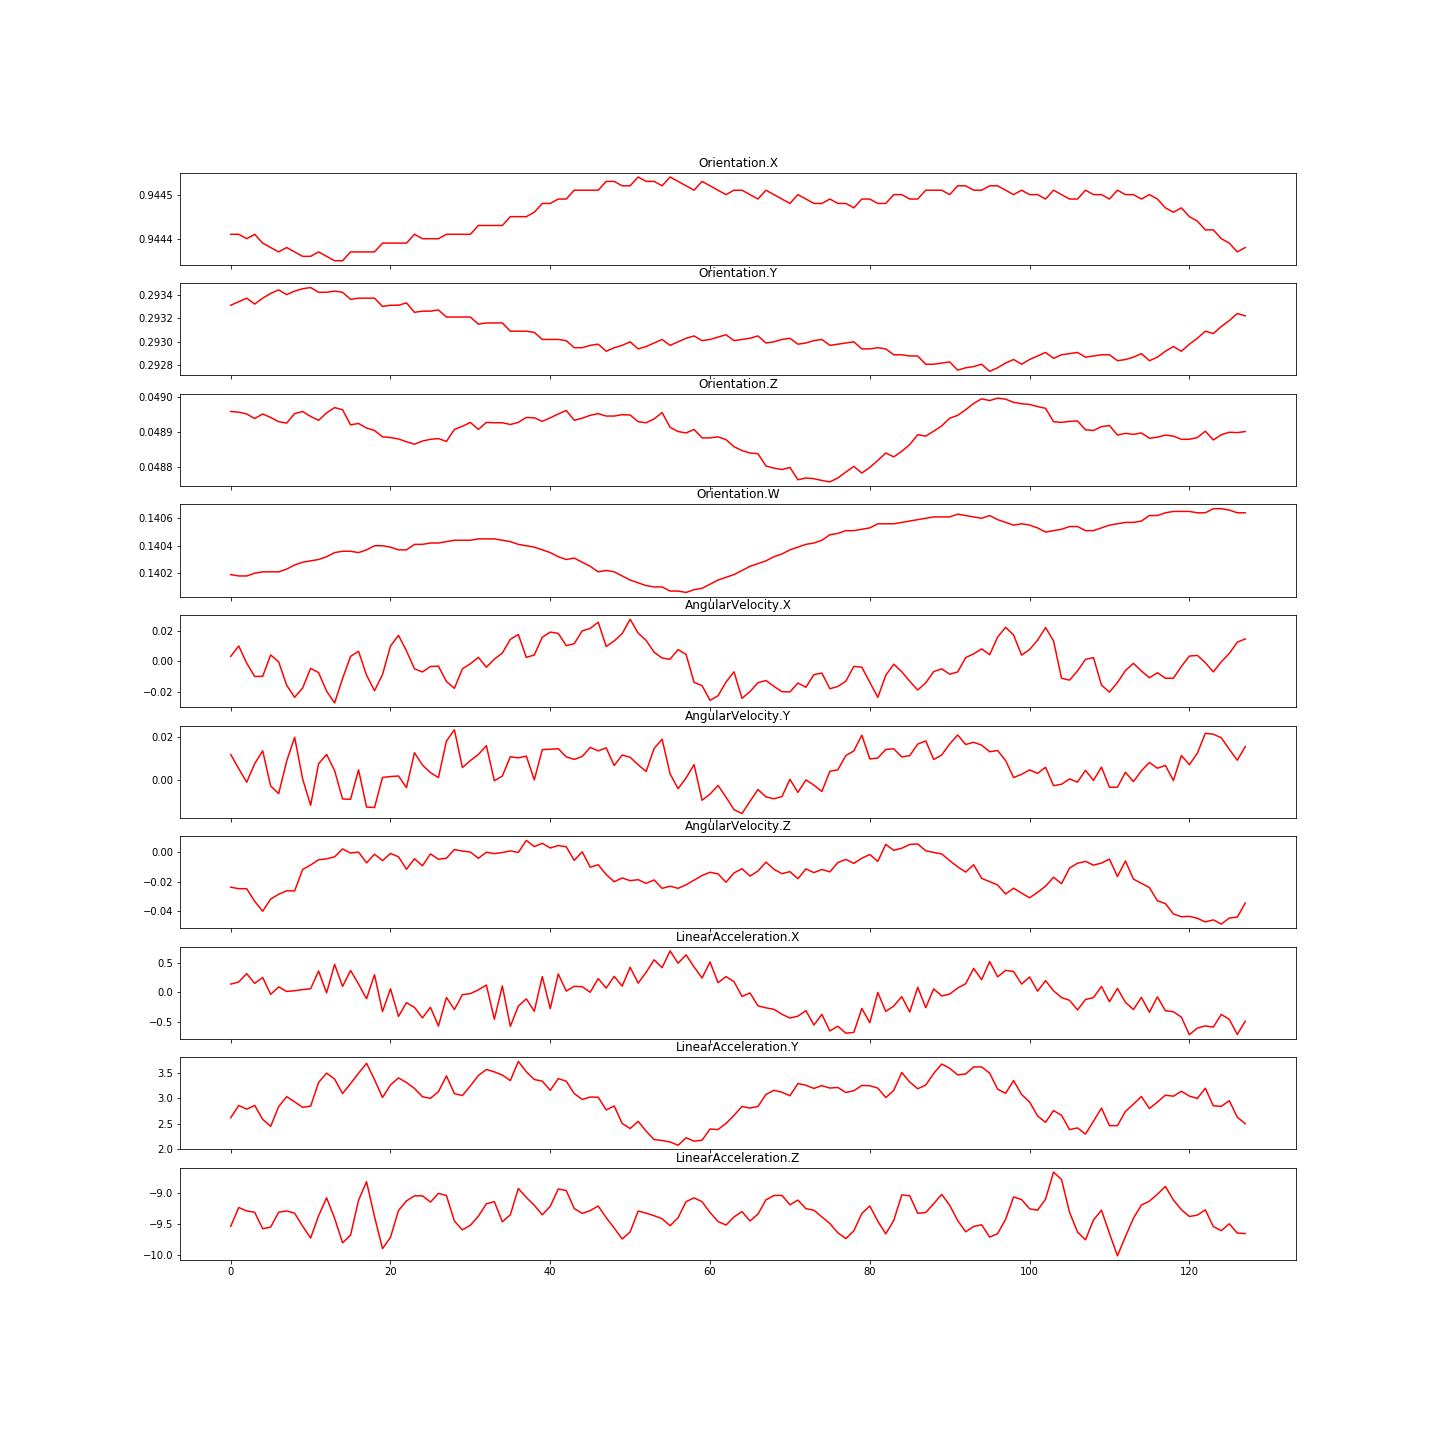 Orientation.X
0.9445
0.9444
Orientation.Y
0.2934
0.2932
0.2930
0.2928
Orientation.Z
0.0490
0.0489
0.0488
Orientation.W
0.1406
0.1404
0.1402
AngularVelocity.X
0.02
0.00
−0.02
AngularVelocity.Y
0.02
0.00
AngularVelocity.Z
0.00
−0.02
−0.04
LinearAcceleration.X
0.5
0.0
−0.5
LinearAcceleration.Y
3.5
3.0
2.5
2.0
LinearAcceleration.Z
−9.0
−9.5
−10.0
0 20 40 60 80 100 120